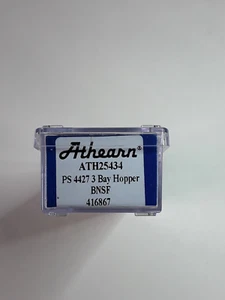 Athearn®
ATH25434
PS 4427 3 Bay Hopper
BNSF
416867